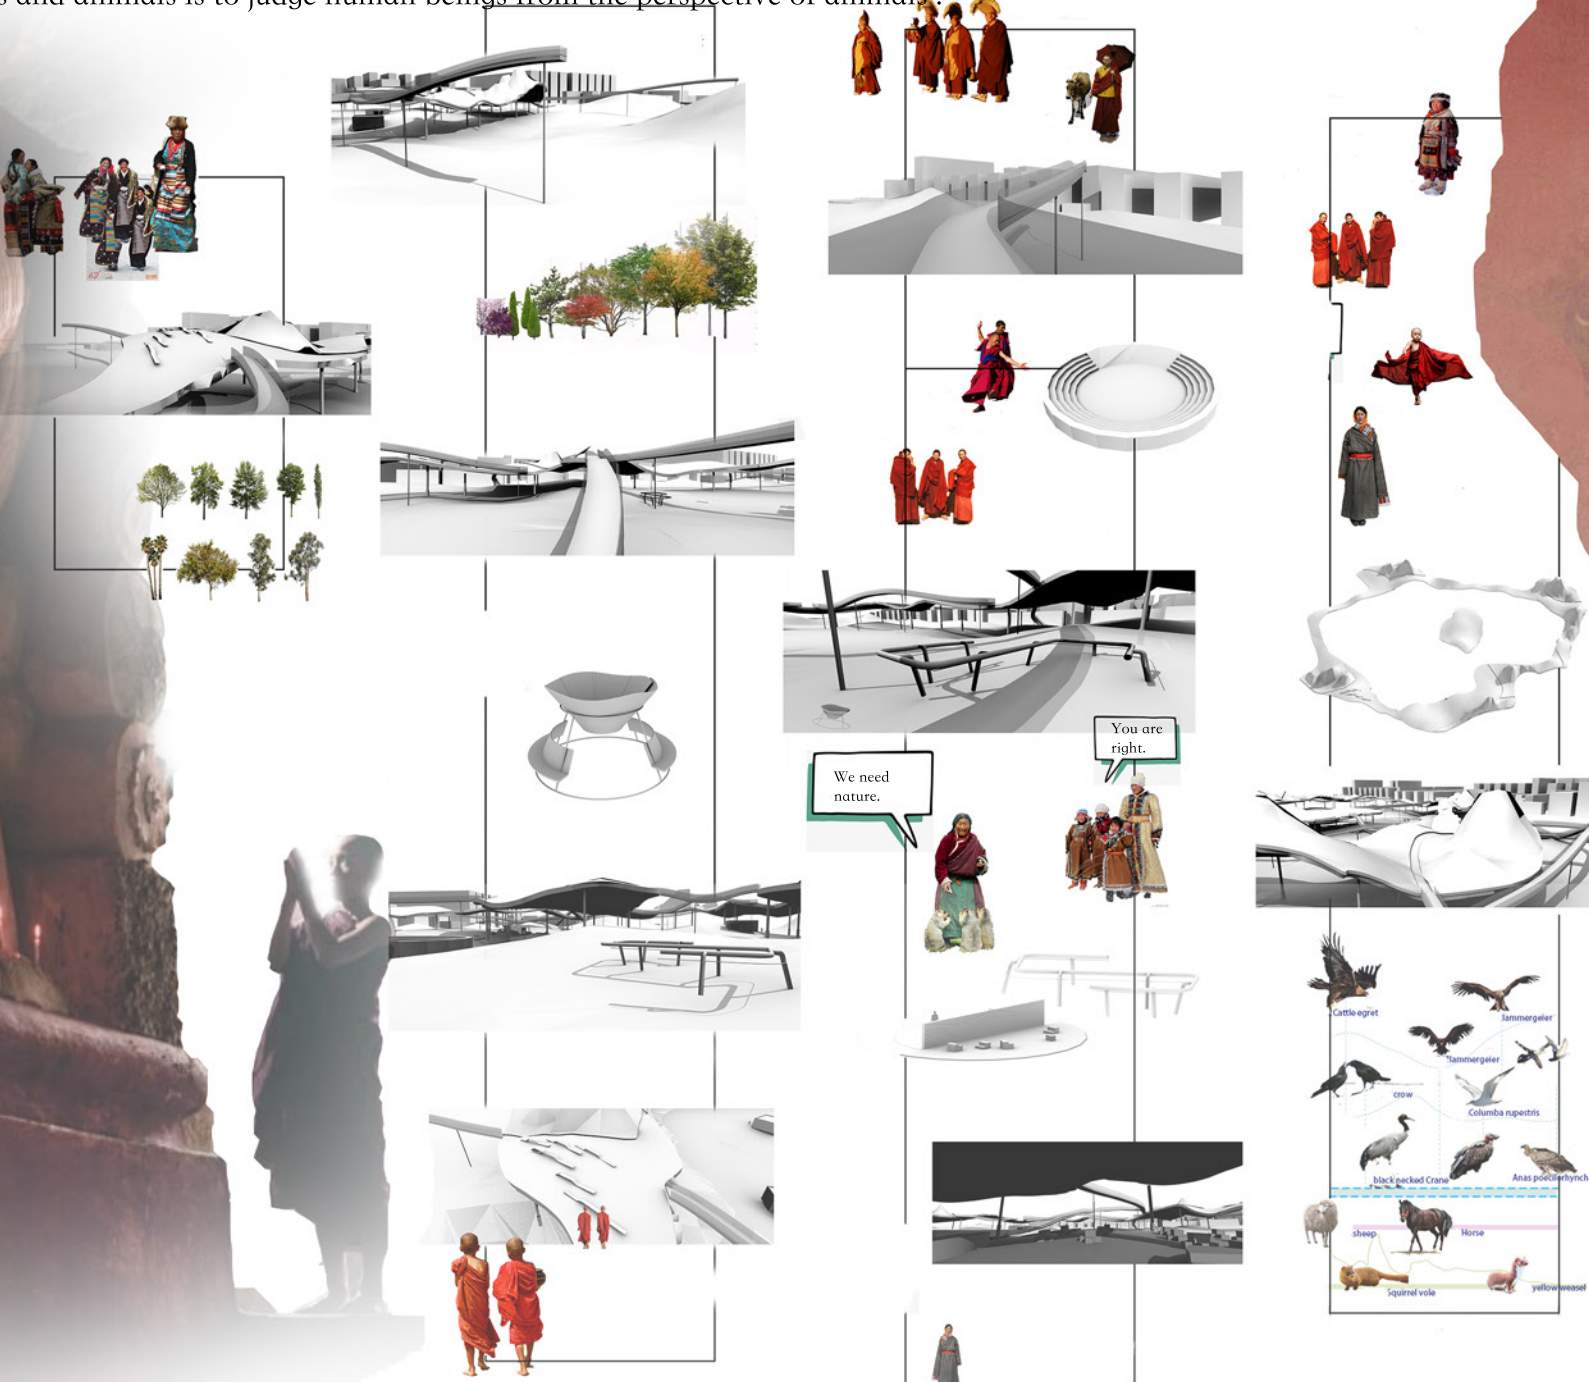 s and animals is to judge human beings from the perspective of animals .
You are
right.
We need
nature.
Cattle egret
lammergeier
lammergeier
crow
Columba rupestris
black necked Crane
Anas poecilorhynch
sheep
Horse
Squirrel vole
yellow weasel